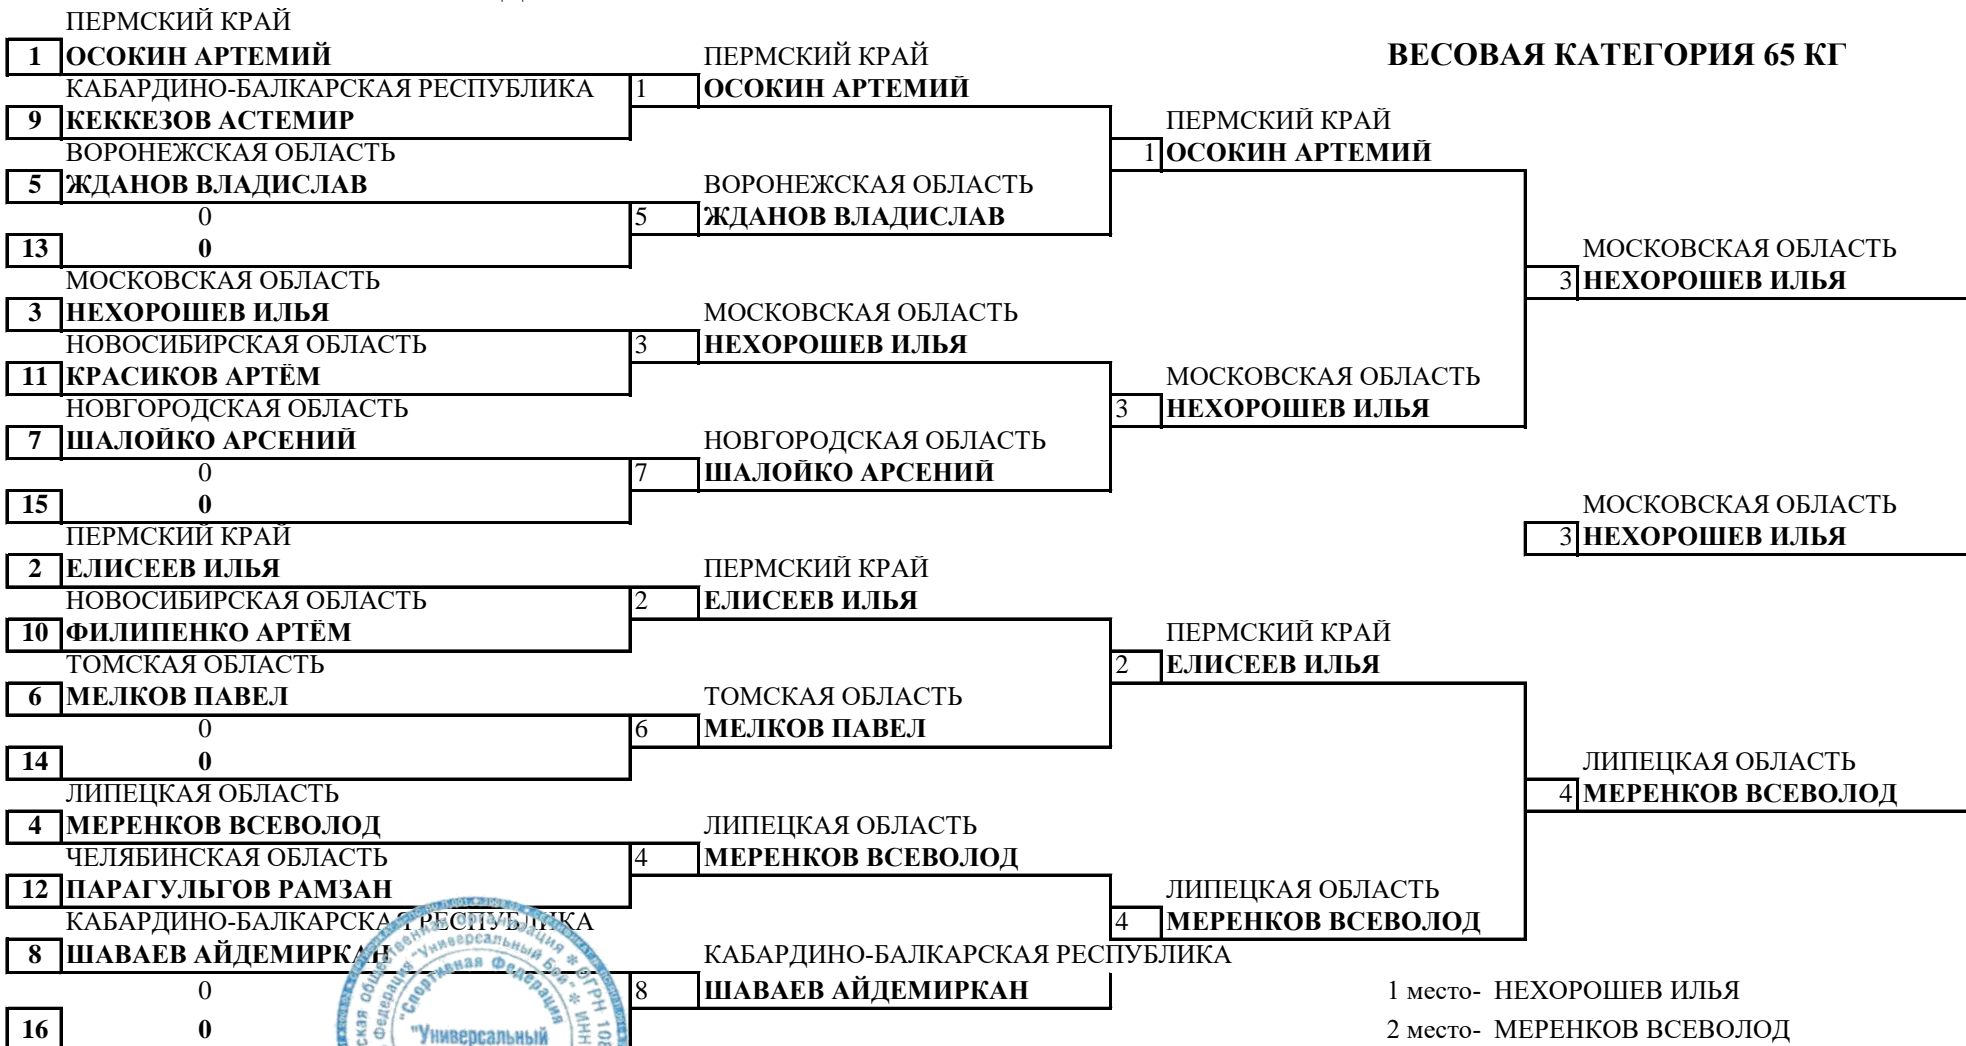 ВЕСОВАЯ КАТЕГОРИЯ 65 КГ
ПЕРМСКИЙ КРАЙ
1 ОСОКИН АРТЕМИЙ
КАБАРДИНО-БАЛКАРСКАЯ РЕСПУБЛИКА
9 КЕККЕЗОВ АСТЕМИР
ВОРОНЕЖСКАЯ ОБЛАСТЬ
5 ЖДАНОВ ВЛАДИСЛАВ
0
13 0
МОСКОВСКАЯ ОБЛАСТЬ
3 НЕХОРОШЕВ ИЛЬЯ
НОВОСИБИРСКАЯ ОБЛАСТЬ
11 КРАСИКОВ АРТЁМ
НОВГОРОДСКАЯ ОБЛАСТЬ
7 ШАЛОЙКО АРСЕНИЙ
0
15 0
ПЕРМСКИЙ КРАЙ
2 ЕЛИСЕЕВ ИЛЬЯ
НОВОСИБИРСКАЯ ОБЛАСТЬ
10 ФИЛИПЕНКО АРТЁМ
ТОМСКАЯ ОБЛАСТЬ
6 МЕЛКОВ ПАВЕЛ
0
14 0
ЛИПЕЦКАЯ ОБЛАСТЬ
4 МЕРЕНКОВ ВСЕВОЛОД
ЧЕЛЯБИНСКАЯ ОБЛАСТЬ
12 ПАРАГУЛЬГОВ РАМЗАН
КАБАРДИНО-БАЛКАРСКАЯ РЕСПУБЛИКА
8 ШАВАЕВ АЙДЕМИРКАН
0
16 0
ПЕРМСКИЙ КРАЙ
1 ОСОКИН АРТЕМИЙ
ВОРОНЕЖСКАЯ ОБЛАСТЬ
5 ЖДАНОВ ВЛАДИСЛАВ
МОСКОВСКАЯ ОБЛАСТЬ
3 НЕХОРОШЕВ ИЛЬЯ
НОВГОРОДСКАЯ ОБЛАСТЬ
7 ШАЛОЙКО АРСЕНИЙ
ПЕРМСКИЙ КРАЙ
2 ЕЛИСЕЕВ ИЛЬЯ
ТОМСКАЯ ОБЛАСТЬ
6 МЕЛКОВ ПАВЕЛ
ЛИПЕЦКАЯ ОБЛАСТЬ
4 МЕРЕНКОВ ВСЕВОЛОД
КАБАРДИНО-БАЛКАРСКАЯ РЕСПУБЛИКА
8 ШАВАЕВ АЙДЕМИРКАН
ПЕРМСКИЙ КРАЙ
1 ОСОКИН АРТЕМИЙ
МОСКОВСКАЯ ОБЛАСТЬ
3 НЕХОРОШЕВ ИЛЬЯ
ПЕРМСКИЙ КРАЙ
2 ЕЛИСЕЕВ ИЛЬЯ
ЛИПЕЦКАЯ ОБЛАСТЬ
4 МЕРЕНКОВ ВСЕВОЛОД
МОСКОВСКАЯ ОБЛАСТЬ
3 НЕХОРОШЕВ ИЛЬЯ
МОСКОВСКАЯ ОБЛАСТЬ
3 НЕХОРОШЕВ ИЛЬЯ
ЛИПЕЦКАЯ ОБЛАСТЬ
4 МЕРЕНКОВ ВСЕВОЛОД
1 место- НЕХОРОШЕВ ИЛЬЯ
2 место- МЕРЕНКОВ ВСЕВОЛОД
"Универсальный Бой" * ИНН
"Спортивная Федерация
"Универсальный